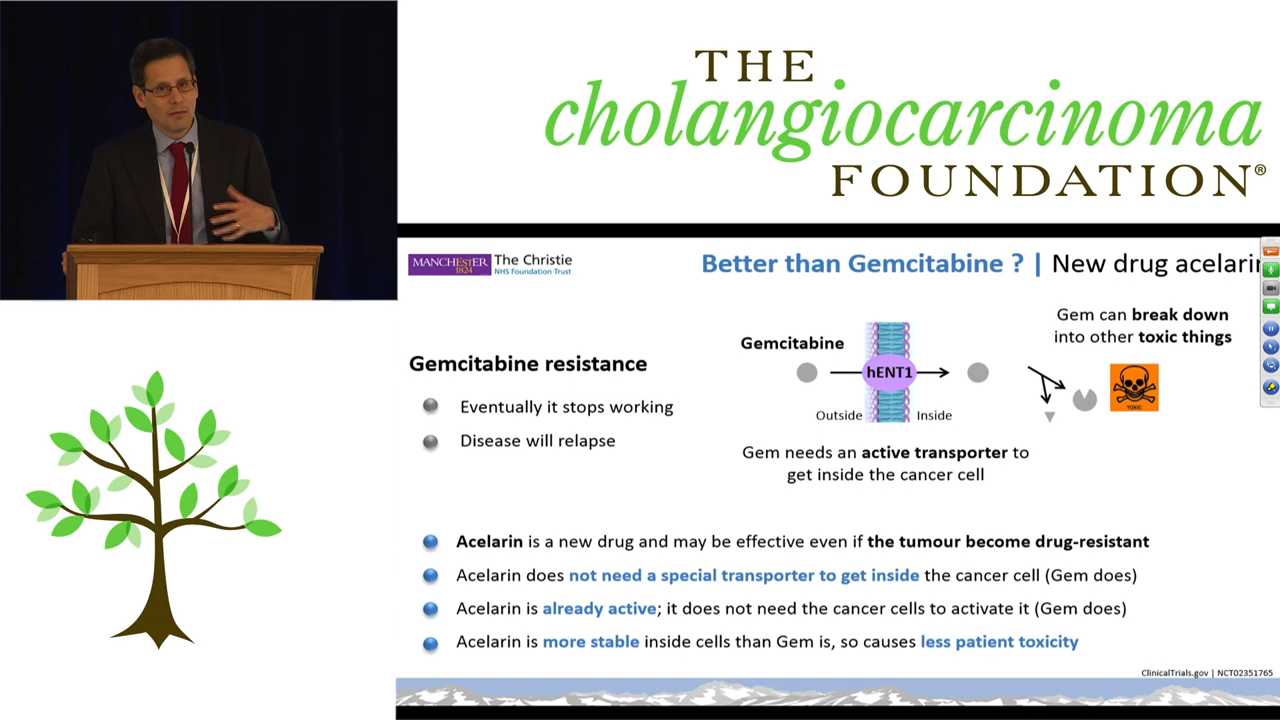 THE
cholangiocarcinoma
FOUNDATION®
MANCHESTER
1824
The Christie
NHS Foundation Trust
Better than Gemcitabine ? | New drug acelarin
Gem can break down
into other toxic things
Gemcitabine
hENT1
Outside
Inside
TOXIC
Gemcitabine resistance
Eventually it stops working
Disease will relapse
Gem needs an active transporter to
get inside the cancer cell
Acelarin is a new drug and may be effective even if the tumour become drug-resistant
Acelarin does not need a special transporter to get inside the cancer cell (Gem does)
Acelarin is already active; it does not need the cancer cells to activate it (Gem does)
Acelarin is more stable inside cells than Gem is, so causes less patient toxicity
ClinicalTrials.gov | NCT02351765